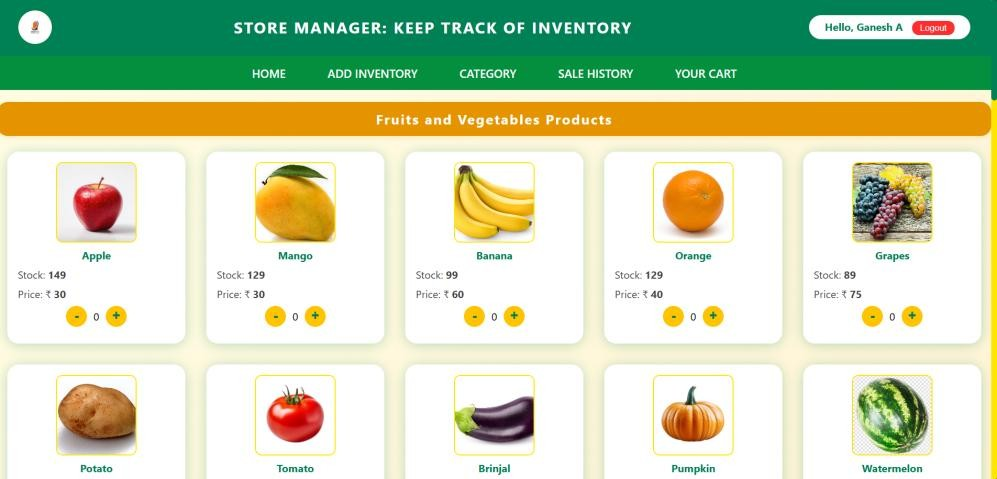 STORE MANAGER: KEEP TRACK OF INVENTORY
Hello, Ganesh A Logout
HOME ADD INVENTORY CATEGORY SALE HISTORY YOUR CART
Fruits and Vegetables Products
Apple Mango Banana Orange Grapes
Stock: 149 Stock: 129 Stock: 99 Stock: 129 Stock: 89
Price: ₹ 30 Price: ₹ 30 Price: ₹ 60 Price: ₹ 40 Price: ₹ 75
- 0 + - 0 + - 0 + - 0 + - 0 +
Potato Tomato Brinjal Pumpkin Watermelon